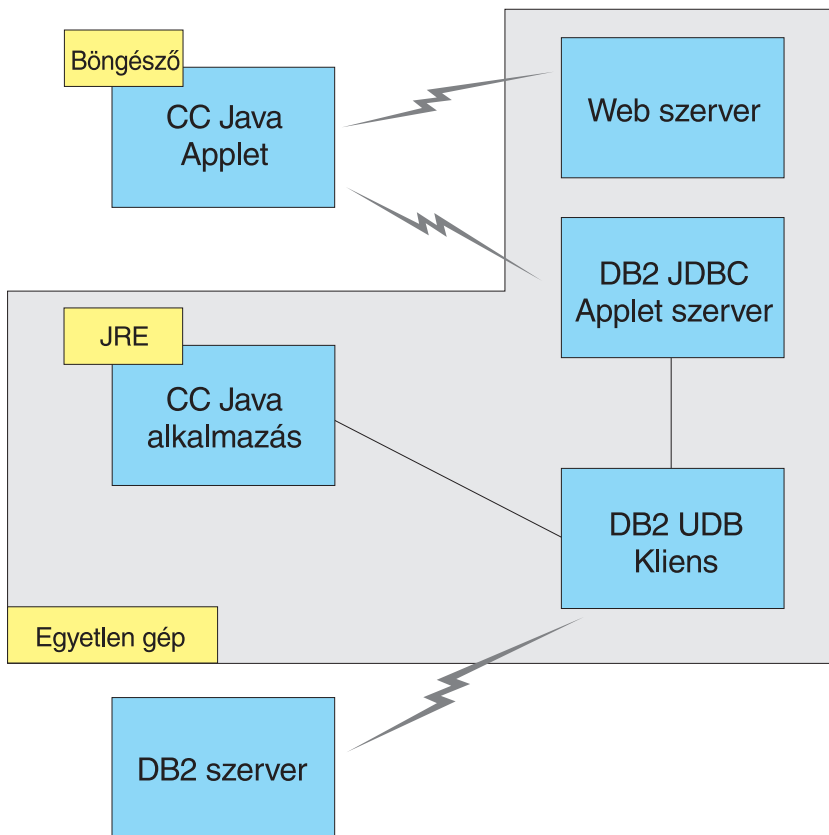 Böngésző
CC Java
Applet
Web szerver
DB2 JDBC
Applet szerver
JRE
CC Java
alkalmazás
DB2 UDB
Kliens
Egyetlen gép
DB2 szerver